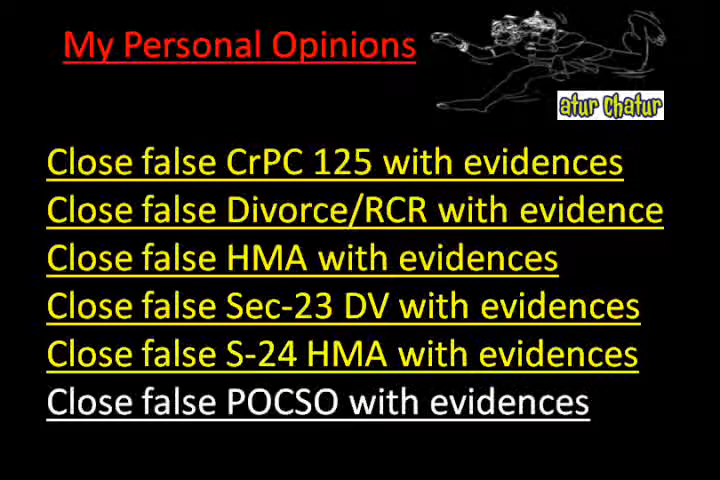 My Personal Opinions
atur Chatur
Close false CrPC 125 with evidences
Close false Divorce/RCR with evidence
Close false HMA with evidences
Close false Sec-23 DV with evidences
Close false S-24 HMA with evidences
Close false POCSO with evidences